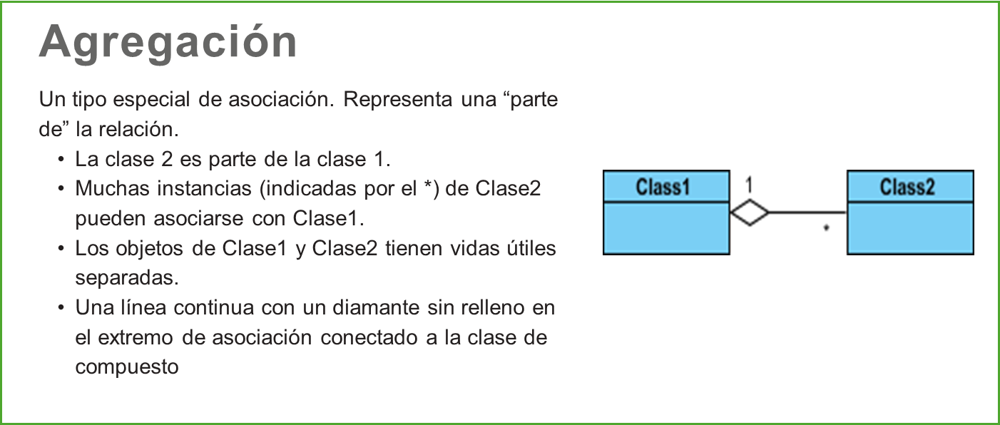 Agregación
Un tipo especial de asociación. Representa una “parte
de” la relación.
• La clase 2 es parte de la clase 1.
• Muchas instancias (indicadas por el *) de Clase2
pueden asociarse con Clase1.
• Los objetos de Clase1 y Clase2 tienen vidas útiles
separadas.
• Una línea continua con un diamante sin relleno en
el extremo de asociación conectado a la clase de
compuesto
Class1
1
*
Class2